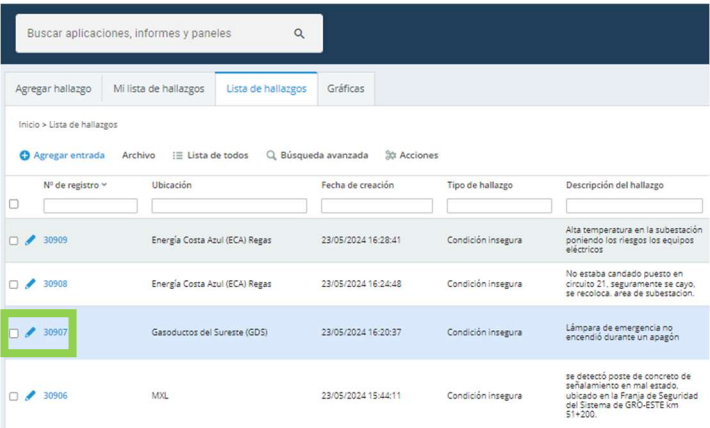 Buscar aplicaciones, informes y paneles
Agregar hallazgo Mi lista de hallazgos Lista de hallazgos Gráficas
Inicio > Lista de hallazgos
Agregar entrada Archivo Lista de todos Búsqueda avanzada Acciones
Nº de registro Ubicación Fecha de creación Tipo de hallazgo Descripción del hallazgo
30909 Energía Costa Azul (ECA) Regas 23/05/2024 16:28:41 Condición insegura Alta temperatura en la subestación
poniendo los riesgos los equipos
eléctricos
30908 Energía Costa Azul (ECA) Regas 23/05/2024 16:24:48 Condición insegura No estaba candado puesto en
circuito 21, seguramente se cayo,
se recoloca. area de subestacion.
30907 Gasoductos del Sureste (GDS) 23/05/2024 16:20:37 Condición insegura Lámpara de emergencia no
encendió durante un apagón
30906 MXL 23/05/2024 15:44:11 Condición insegura se detectó poste de concreto de
señalamiento en mal estado,
ubicado en la Franja de Seguridad
del Sistema de GRO-ESTE km
51+200.